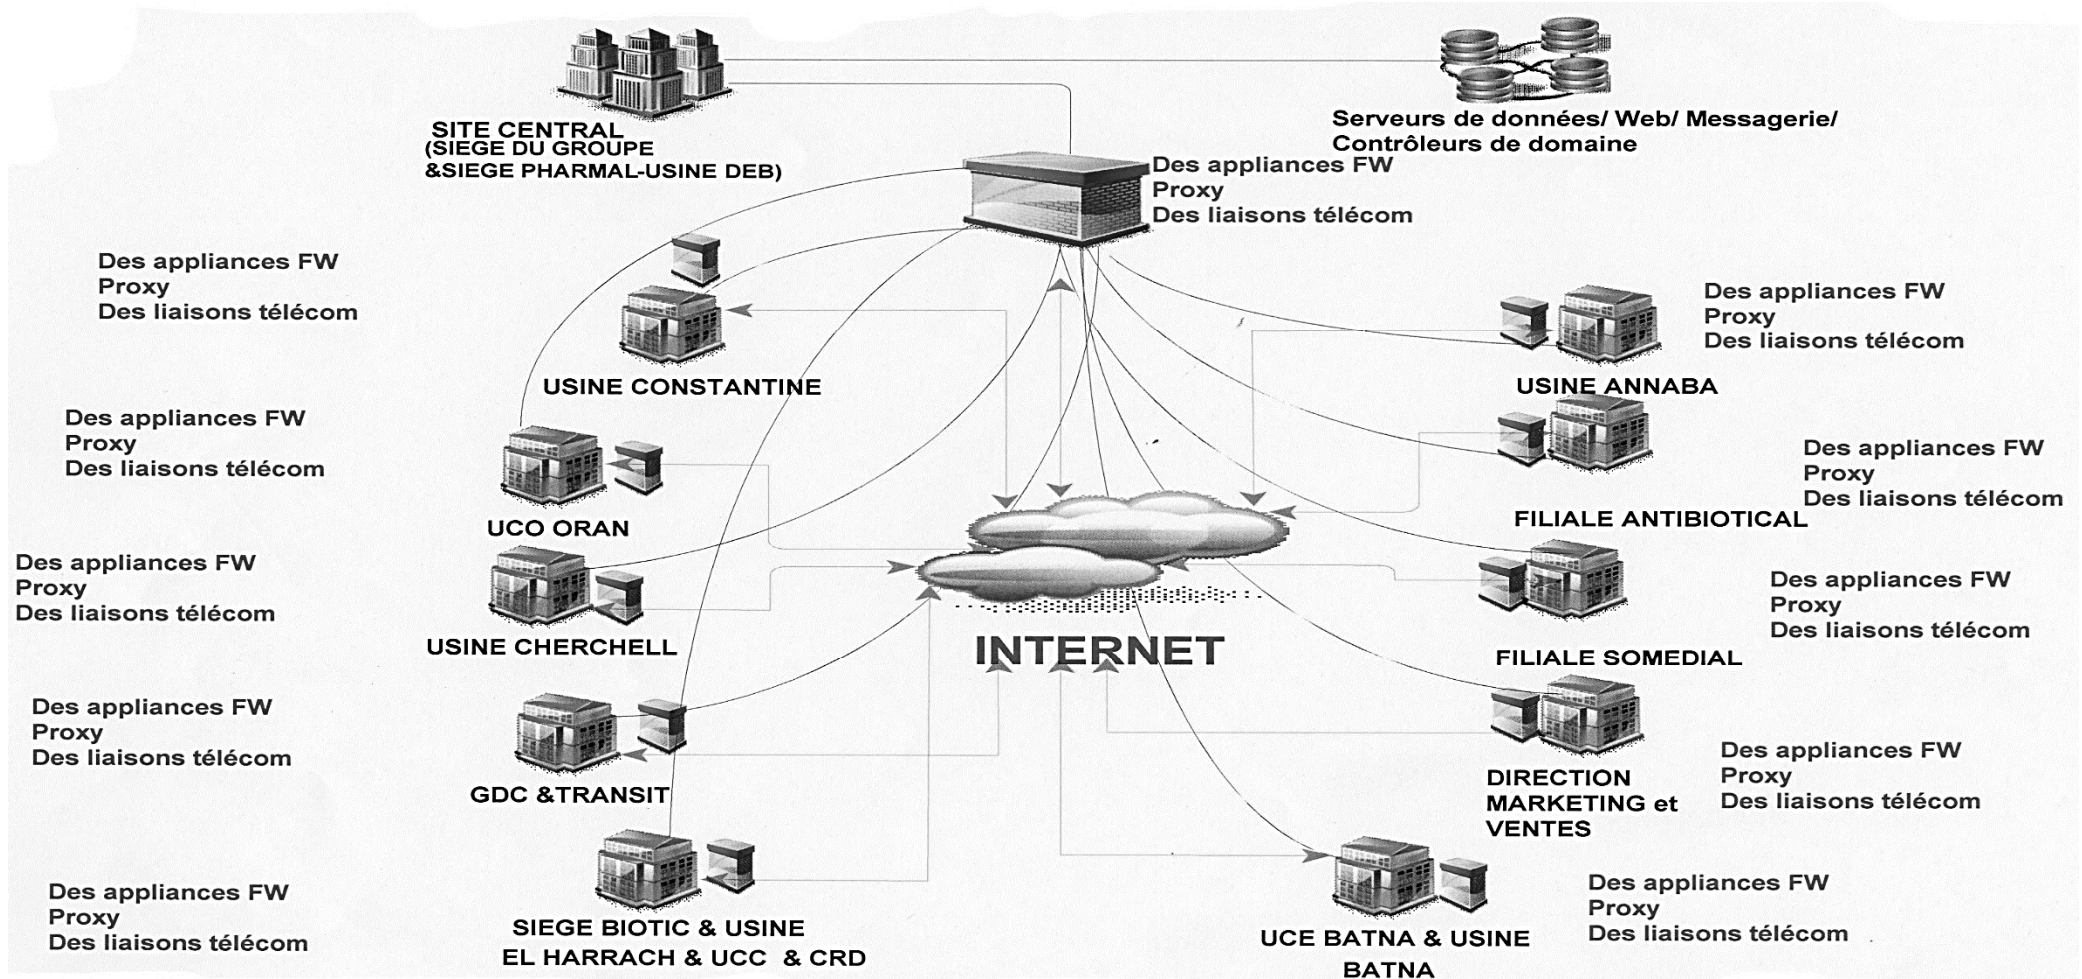 SITE CENTRAL
(SIEGE DU GROUPE
&SIEGE PHARMAL-USINE DEB)
Serveurs de données/ Web/ Messagerie/
Contrôleurs de domaine
Des appliances FW
Proxy
Des liaisons télécom
Des appliances FW
Proxy
Des liaisons télécom
USINE CONSTANTINE
Des appliances FW
Proxy
Des liaisons télécom
USINE ANNABA
Des appliances FW
Proxy
Des liaisons télécom
UCO ORAN
Des appliances FW
Proxy
Des liaisons télécom
FILIALE ANTIBIOTICAL
Des appliances FW
Proxy
Des liaisons télécom
USINE CHERCHELL
INTERNET
Des appliances FW
Proxy
Des liaisons télécom
FILIALE SOMEDIAL
Des appliances FW
Proxy
Des liaisons télécom
GDC &TRANSIT
DIRECTION
MARKETING et
VENTES
Des appliances FW
Proxy
Des liaisons télécom
Des appliances FW
Proxy
Des liaisons télécom
SIEGE BIOTIC & USINE
EL HARRACH & UCC & CRD
UCE BATNA & USINE
BATNA
Des appliances FW
Proxy
Des liaisons télécom